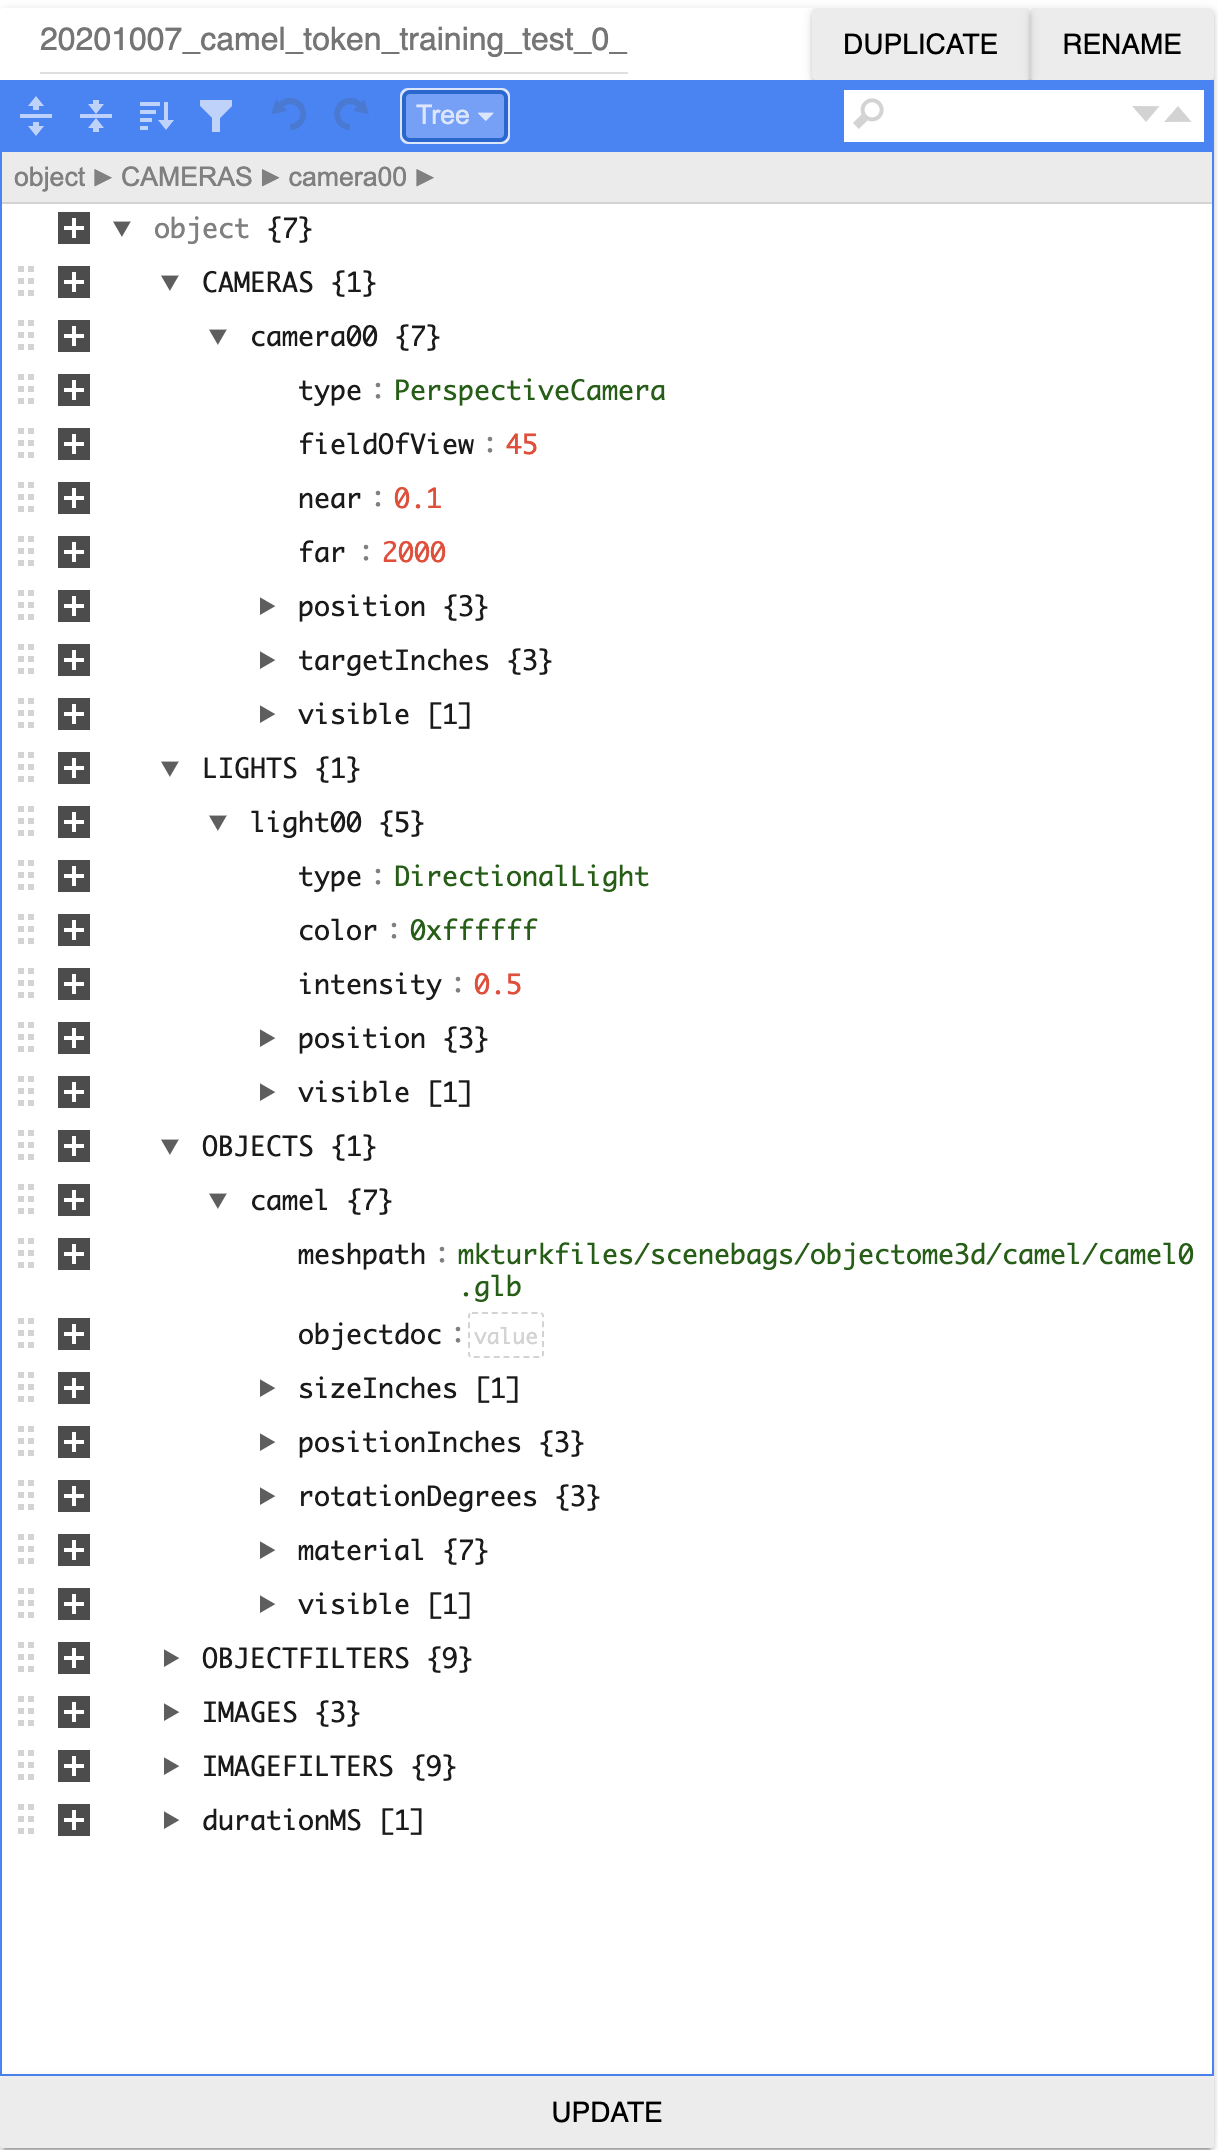 20201007_camel_token_training_test_0_
DUPLICATE
RENAME
Tree
object ► CAMERAS ► camera00 ►
object {7}
CAMERAS {1}
camera00 {7}
type : PerspectiveCamera
fieldOfView : 45
near : 0.1
far : 2000
position {3}
targetInches {3}
visible [1]
LIGHTS {1}
light00 {5}
type : DirectionalLight
color : 0xffffff
intensity : 0.5
position {3}
visible [1]
OBJECTS {1}
camel {7}
meshpath : mkturkfiles/scenebags/objectome3d/camel/camel0
.glb
objectdoc : value
sizeInches [1]
positionInches {3}
rotationDegrees {3}
material {7}
visible [1]
OBJECTFILTERS {9}
IMAGES {3}
IMAGEFILTERS {9}
durationMS [1]
UPDATE